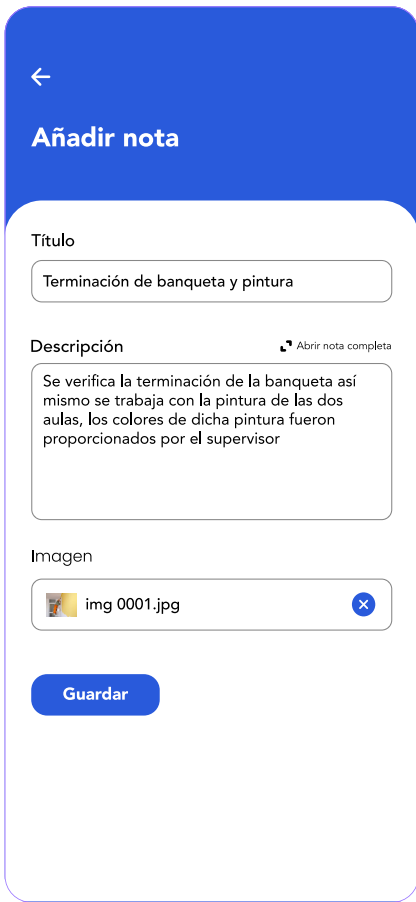 Añadir nota
Título
Terminación de banqueta y pintura
Descripción
Abrir nota completa
Se verifica la terminación de la banqueta así
mismo se trabaja con la pintura de las dos
aulas, los colores de dicha pintura fueron
proporcionados por el supervisor
Imagen
img 0001.jpg
Guardar